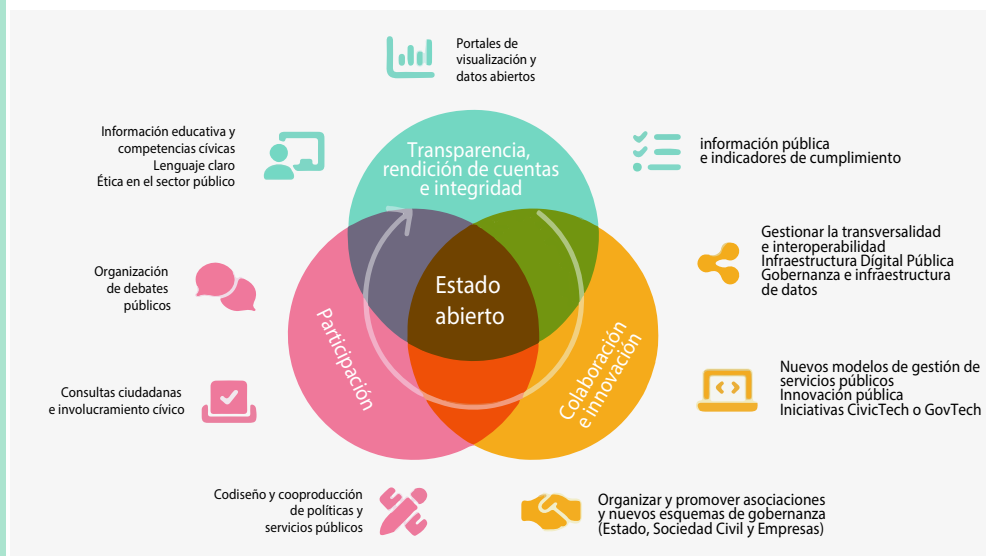 Portales de
visualización y
datos abiertos
Información educativa y
competencias cívicas
Lenguaje claro
Ética en el sector público
Transparencia,
rendición de cuentas
e integridad
información pública
e indicadores de cumplimiento
Gestionar la transversalidad
e interoperabilidad
Infraestructura Dígital Pública
Gobernanza e infraestructura
de datos
Organización
de debates
públicos
Estado
abierto
Participación
Colaboración
e innovación
Consultas ciudadanas
e involucramiento cívico
Nuevos modelos de gestión de
servicios públicos
Innovación pública
Iniciativas CivicTech o GovTech
Codiseño y cooproducción
de políticas y
servicios públicos
Organizar y promover asociaciones
y nuevos esquemas de gobernanza
(Estado, Sociedad Civil y Empresas)